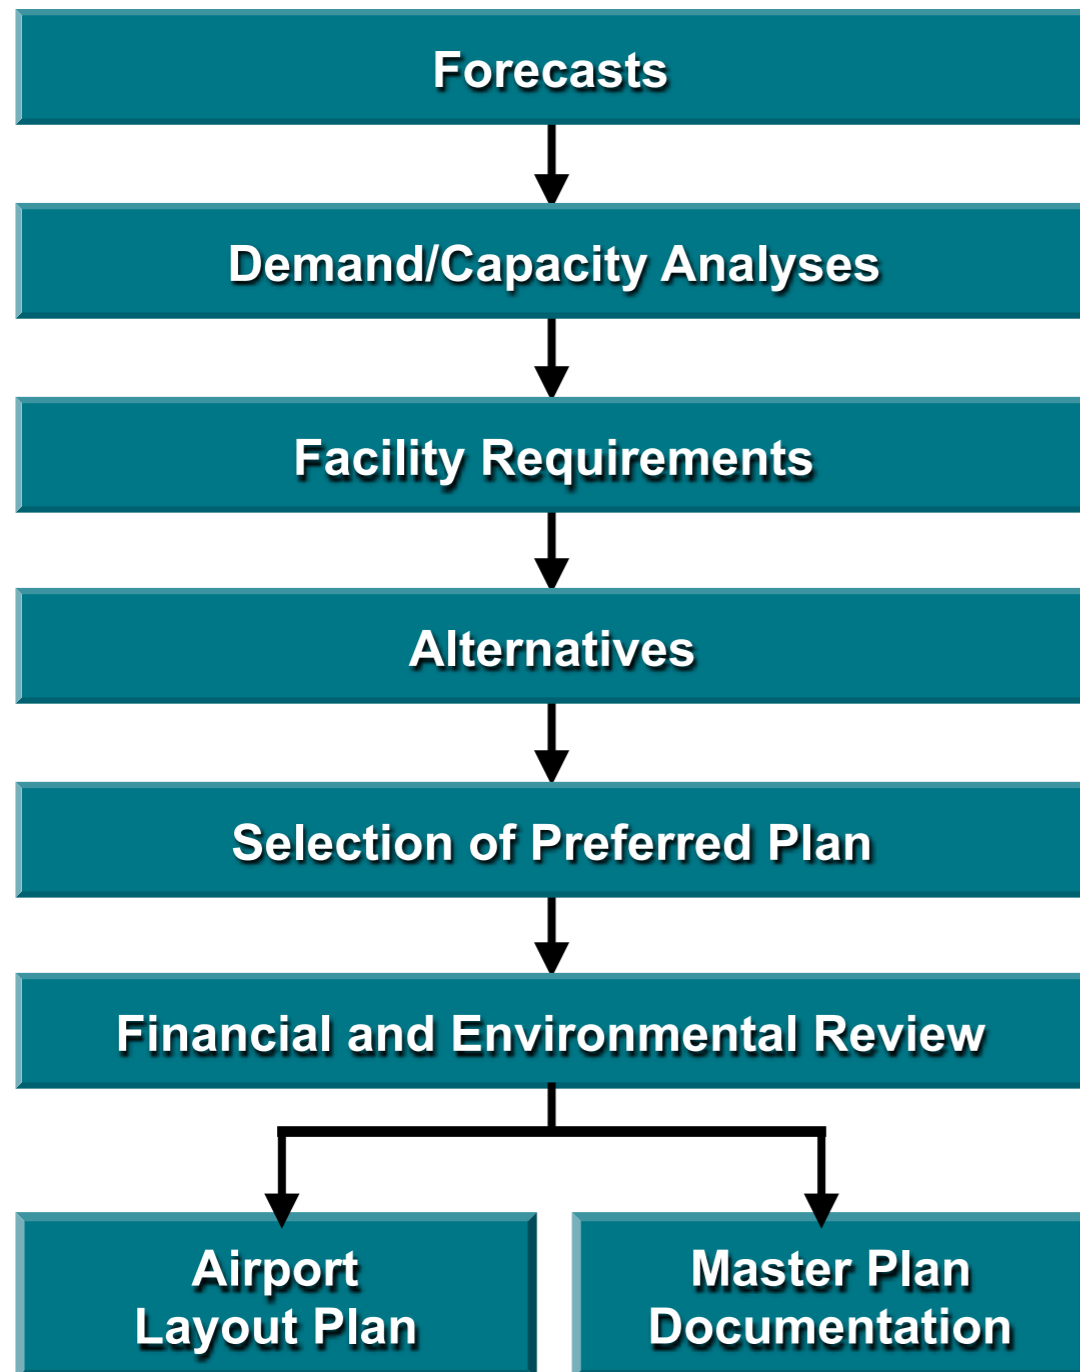 Forecasts
Demand/Capacity Analyses
Facility Requirements
Alternatives
Selection of Preferred Plan
Financial and Environmental Review
Airport
Layout Plan
Master Plan
Documentation